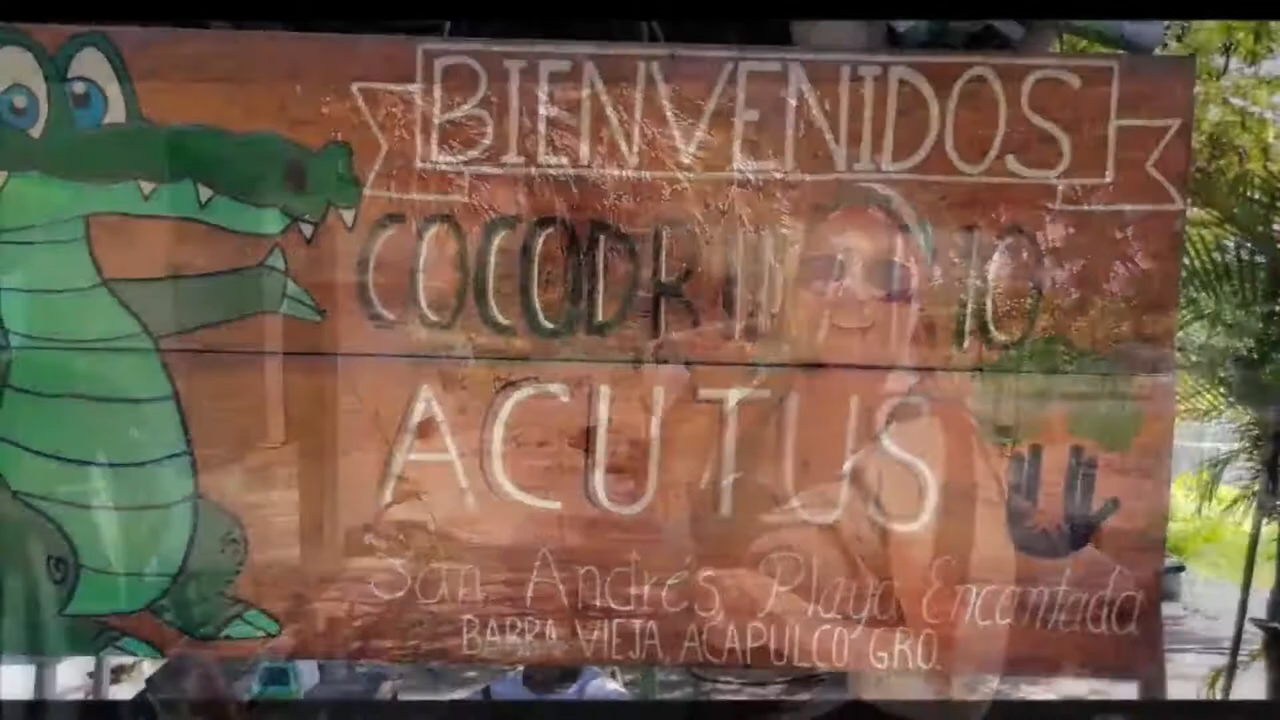 BIENVENIDOS
ACUTUS
San Andrés Playa Encantada
BARRA VIEJA, ACAPULCO GRO.